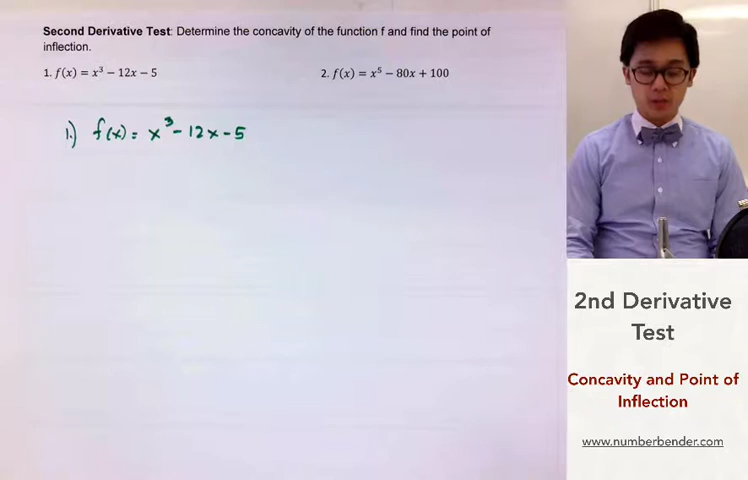 Second Derivative Test: Determine the concavity of the function f and find the point of
inflection.
1. f(x) = x³ − 12x − 5
2. f(x) = x⁵ − 80x + 100
1.) f(x) = x³ − 12x − 5
2nd Derivative
Test
Concavity and Point of
Inflection
www.numberbender.com